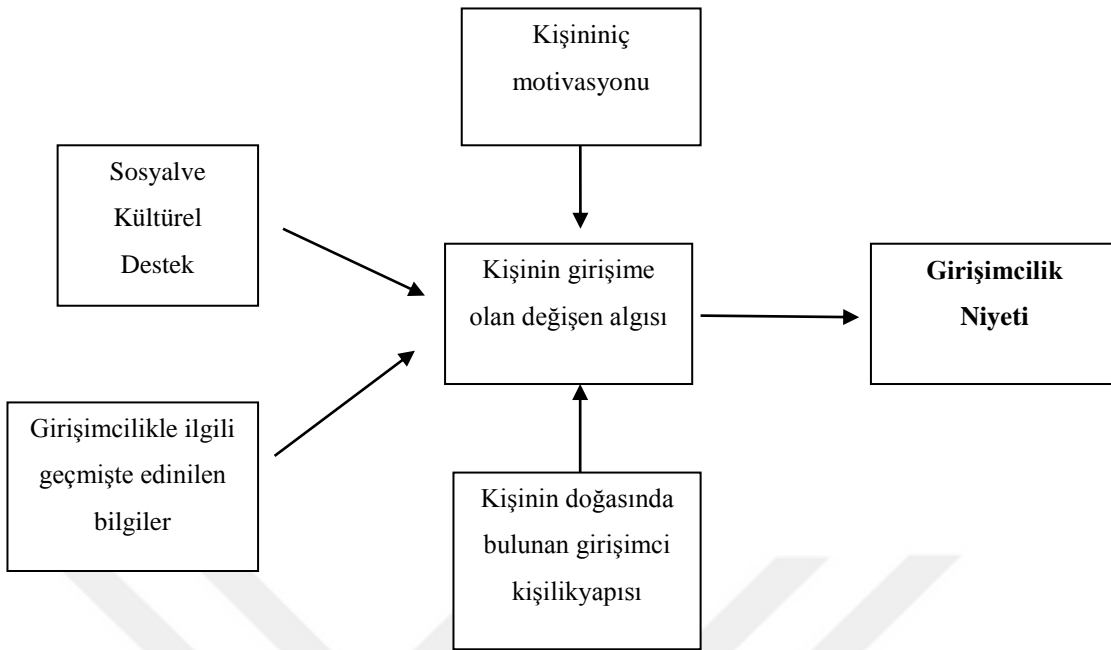 Kişininiç
motivasyonu
Sosyalve
Kültürel
Destek
Kişinin girişime
olan değişen algısı
Girişimcilik
Niyeti
Girişimcilikle ilgili
geçmişte edinilen
bilgiler
Kişinin doğasında
bulunan girişimci
kişilikyapısı